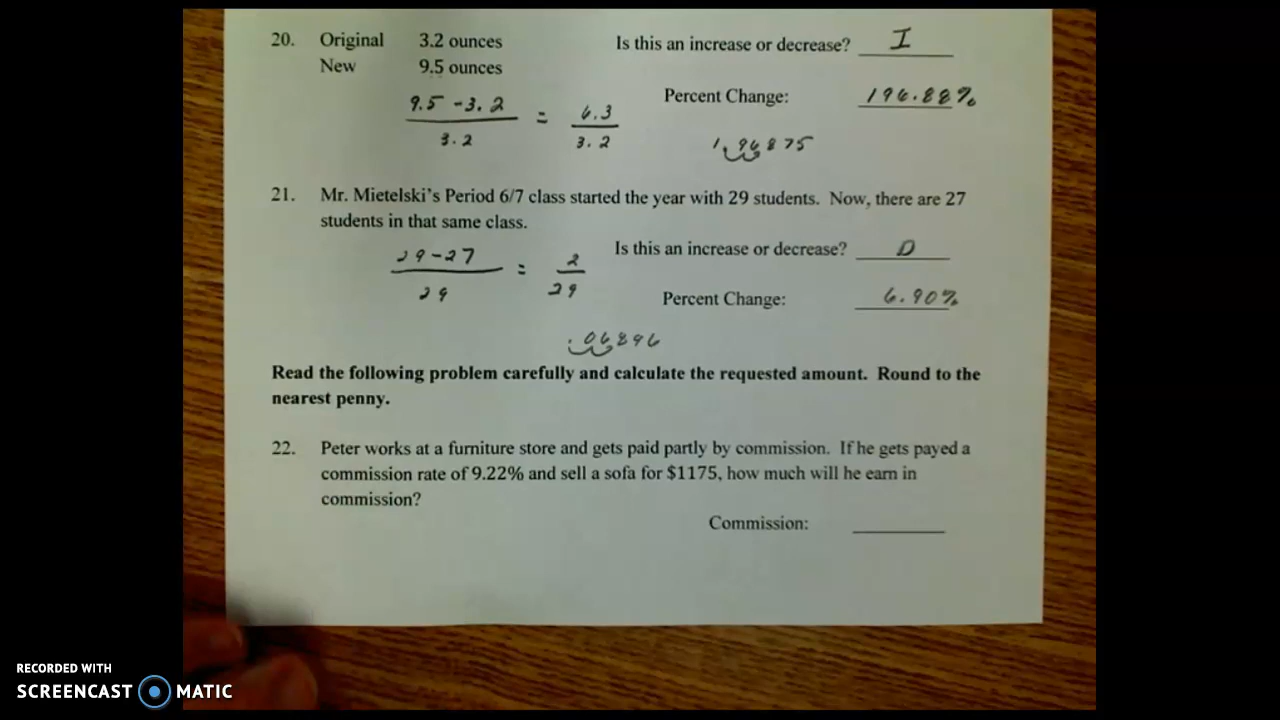 20. Original 3.2 ounces Is this an increase or decrease? I
New 9.5 ounces
Percent Change: 196.88%
9.5 - 3.2 = 6.3
3.2 3.2
1.96875
21. Mr. Mietelski's Period 6/7 class started the year with 29 students. Now, there are 27
students in that same class.
Is this an increase or decrease? D
29-27 = 2
29 29
Percent Change: 6.90%
.06896
Read the following problem carefully and calculate the requested amount. Round to the
nearest penny.
22. Peter works at a furniture store and gets paid partly by commission. If he gets payed a
commission rate of 9.22% and sell a sofa for $1175, how much will he earn in
commission?
Commission:
RECORDED WITH
SCREENCAST MATIC